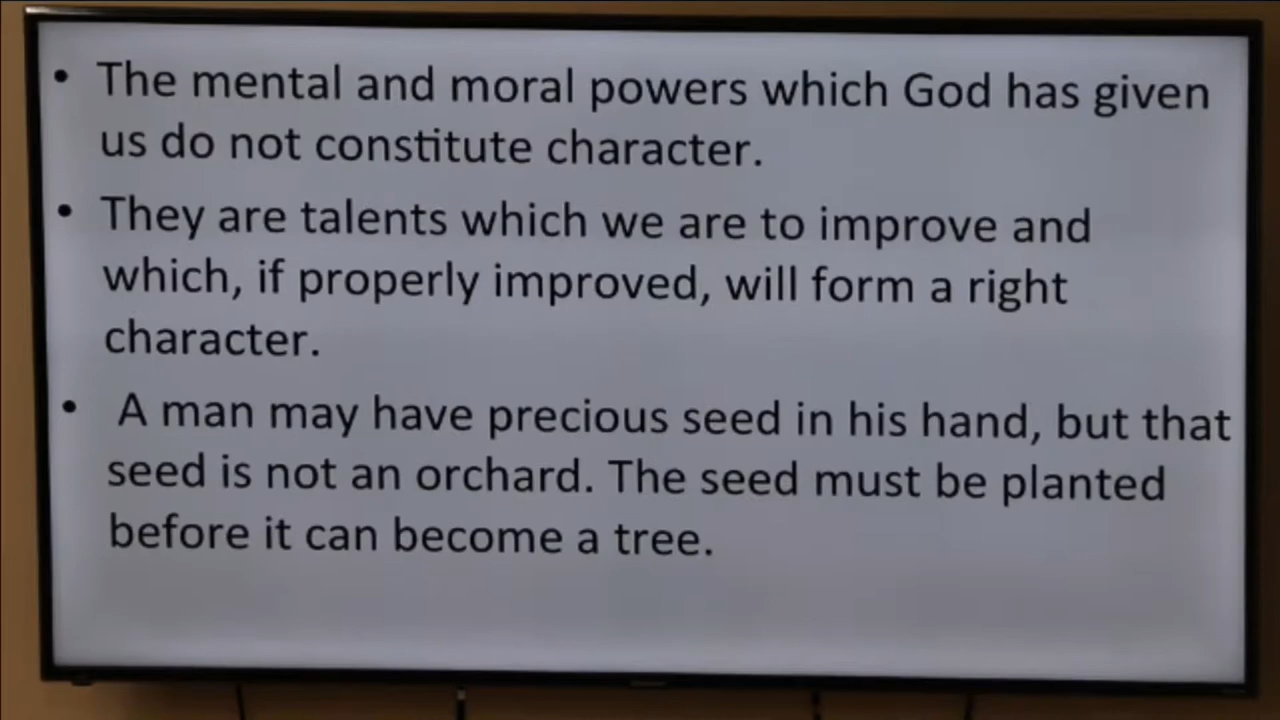 • The mental and moral powers which God has given
us do not constitute character.
• They are talents which we are to improve and
which, if properly improved, will form a right
character.
• A man may have precious seed in his hand, but that
seed is not an orchard. The seed must be planted
before it can become a tree.